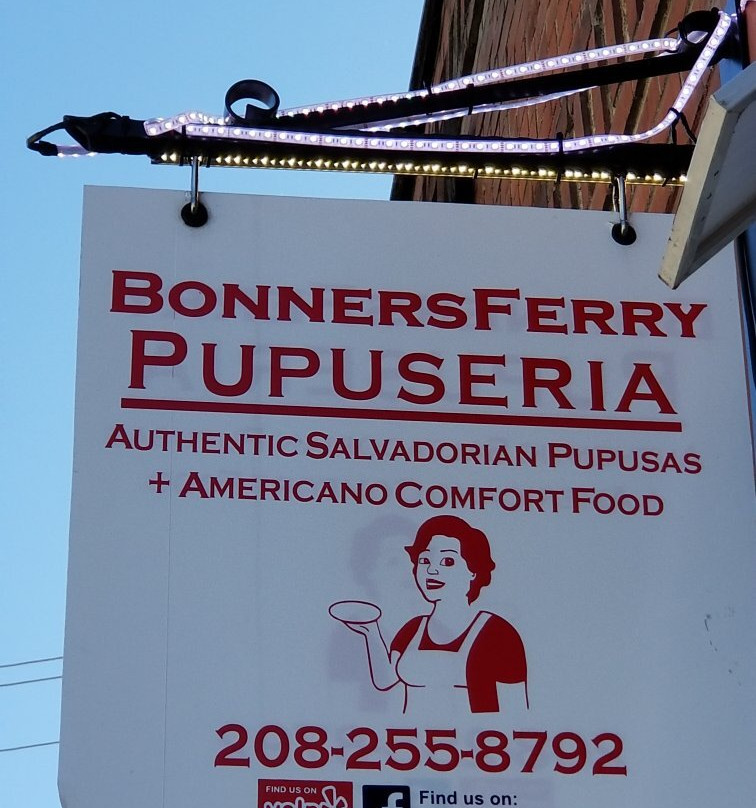 BONNERSFERRY
PUPUSERIA
AUTHENTIC SALVADORIAN PUPUSAS
+ AMERICANO COMFORT FOOD
208-255-8792
FIND US ON
Find us on: